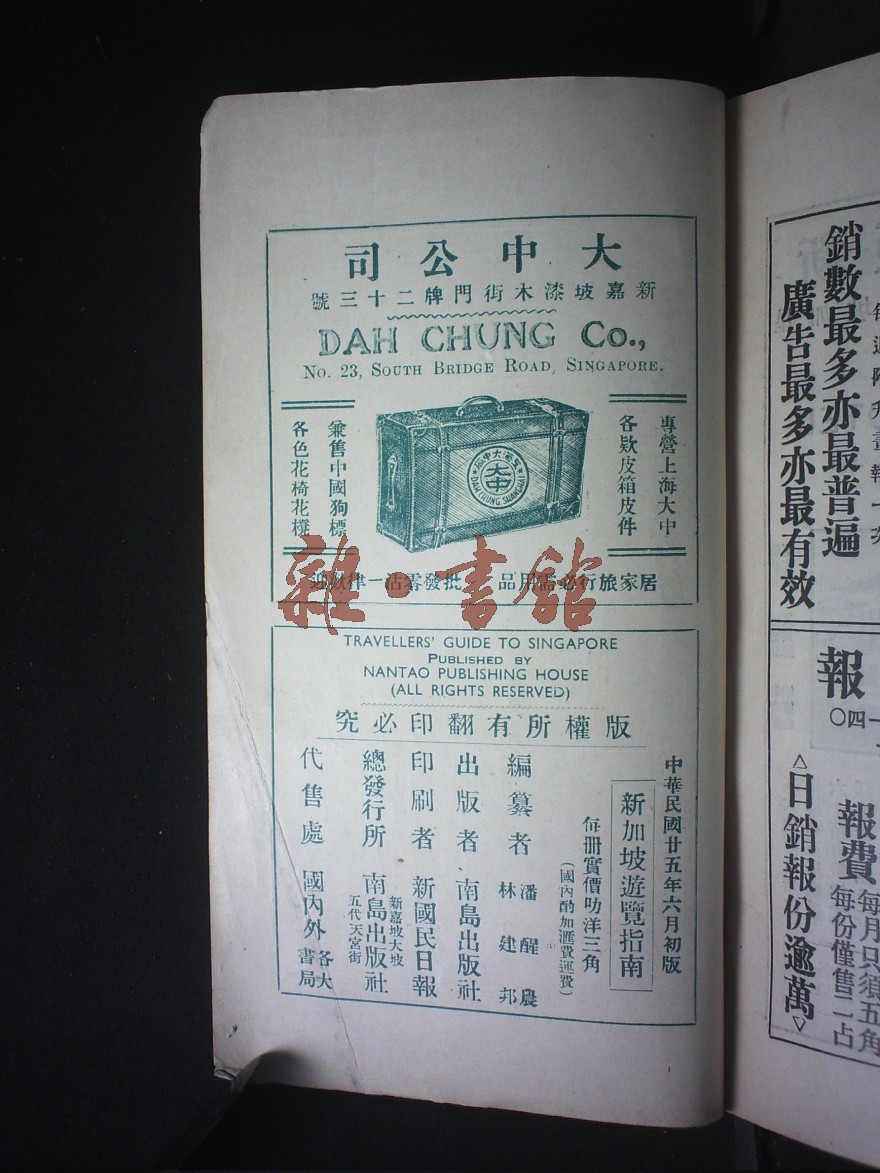 司公中大
號三十二牌門街木漆坡嘉新
DAH CHUNG Co.,
No. 23, South Bridge Road, Singapore.
專營上海大中
各欵皮箱皮件
DAH CHUNG SHANGHAI
大中
兼售中國狗標
各色花椅花櫈
居家旅行必需用品
批發零沽一律歡迎
雜·書館
TRAVELLERS' GUIDE TO SINGAPORE
PUBLISHED BY
NANTAO PUBLISHING HOUSE
(ALL RIGHTS RESERVED)
究必印翻有所權版
中華民國廿五年六月初版
新加坡遊覽指南
每册實價叻洋三角
(國內酌加滙費運費)
編纂者 潘醒農 林建邦
出版者 南島出版社
印刷者 新國民日報
總發行所 南島出版社
新嘉坡大坡
五代天宮街
代售處 國內外各大書局
銷數最多亦最普遍
廣告最多亦最有效
報
一四〇
報費
每月只須五角
每份僅售二占
日銷報份逾萬